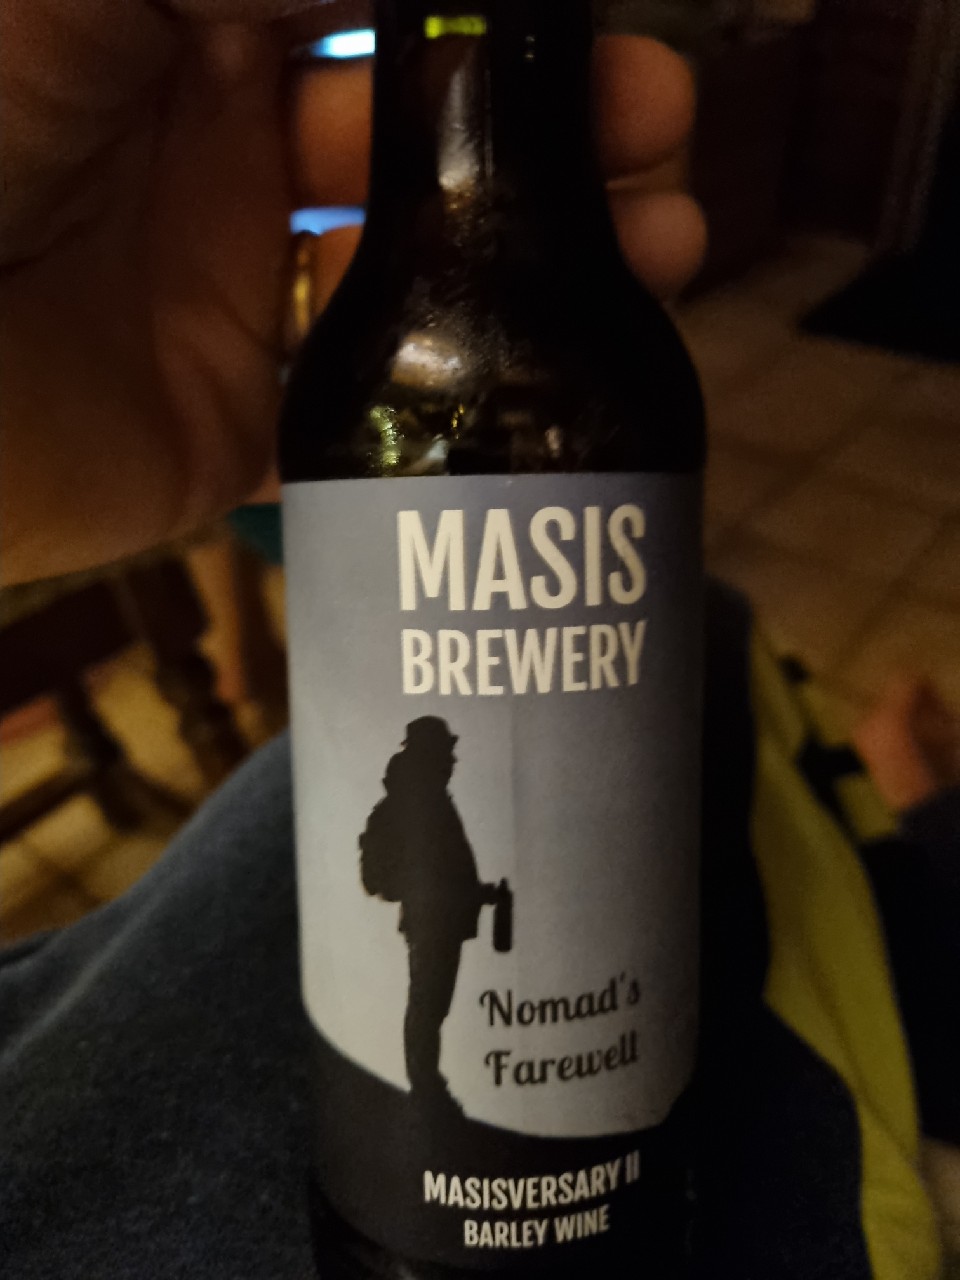 MASIS
BREWERY
Nomad's
Farewell
MASISVERSARY II
BARLEY WINE